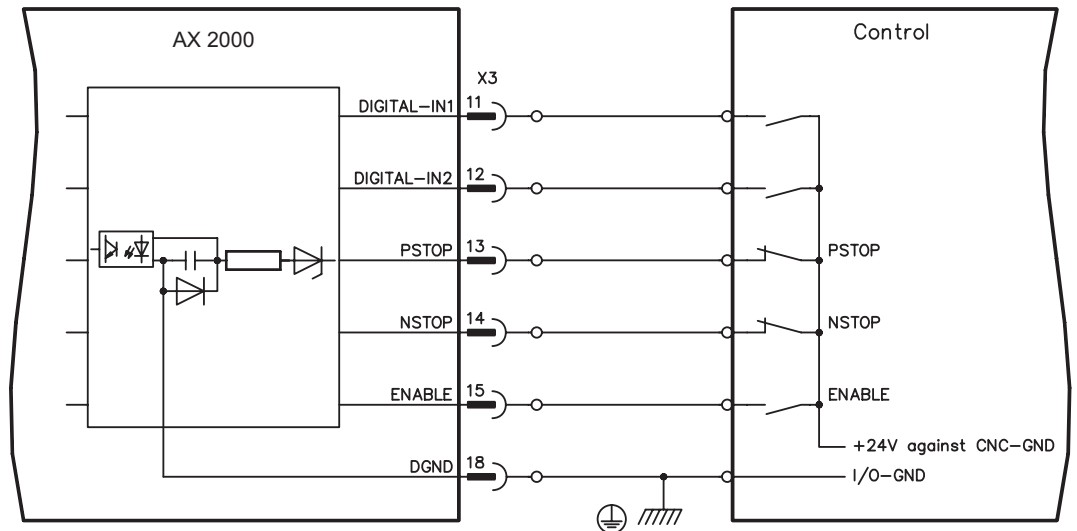 AX 2000
Control
X3
DIGITAL-IN1 11
DIGITAL-IN2 12
PSTOP 13 PSTOP
NSTOP 14 NSTOP
ENABLE 15 ENABLE
+24V against CNC-GND
DGND 18 I/O-GND